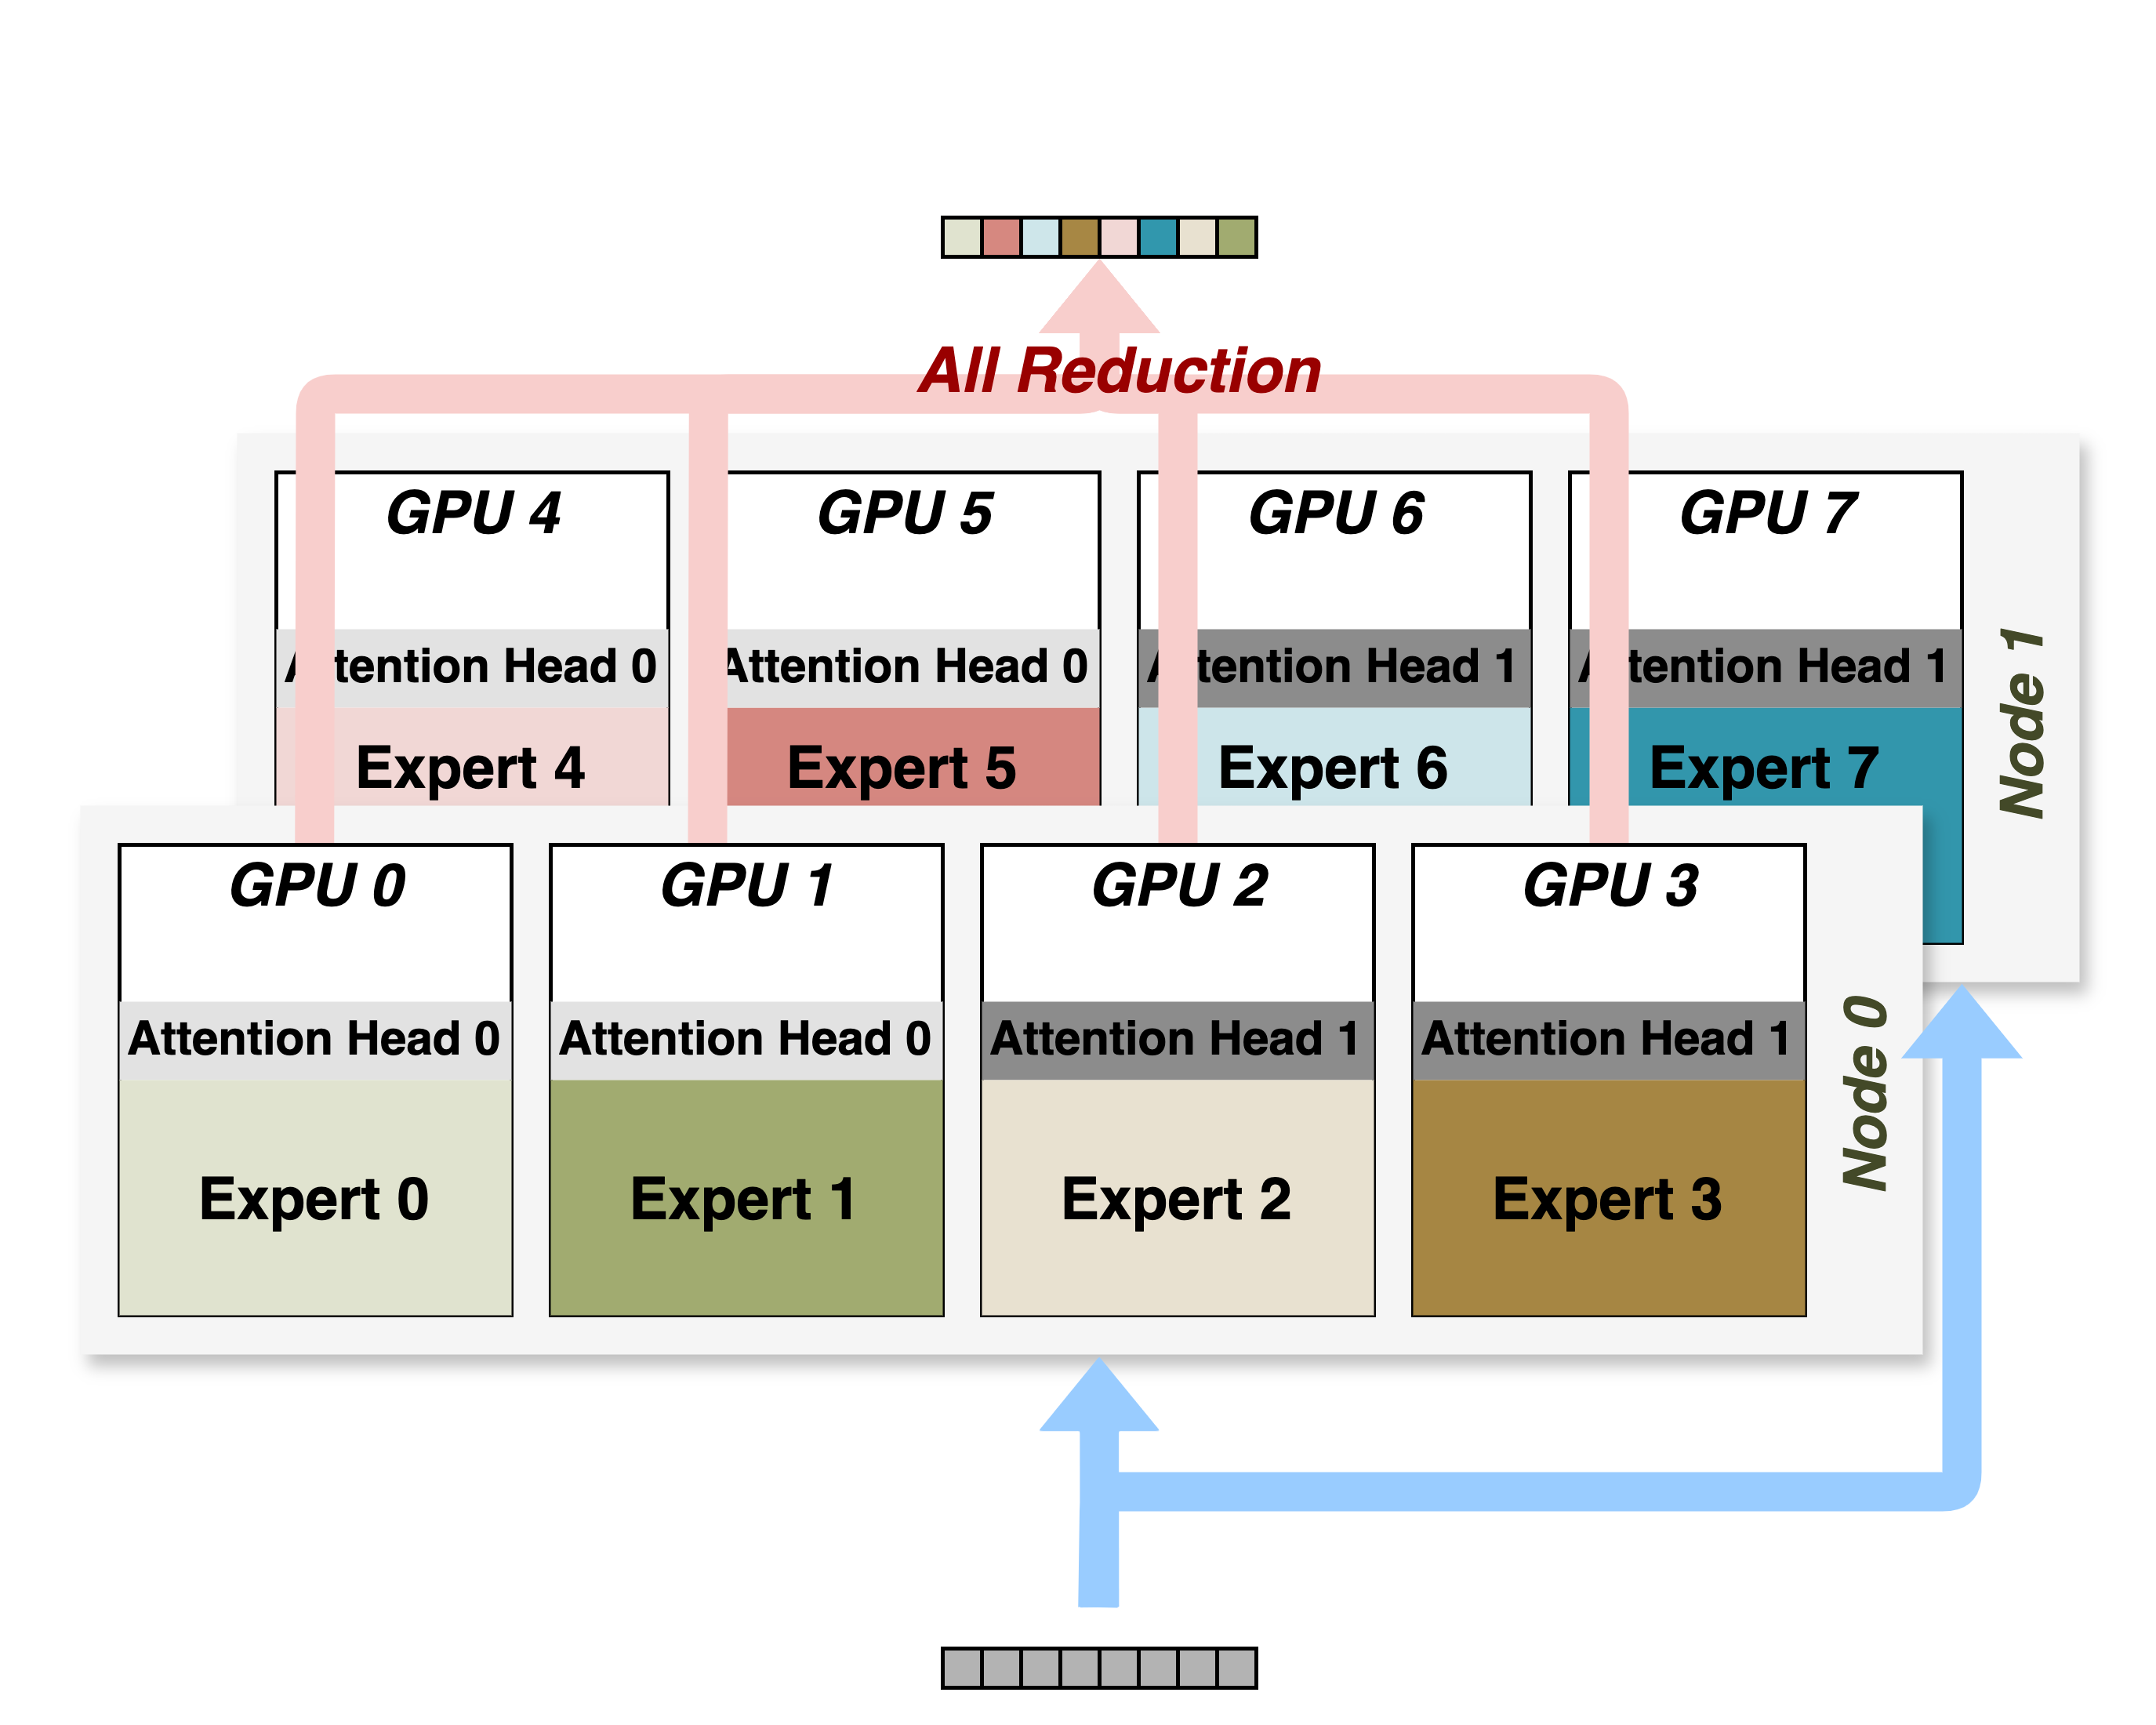 All Reduction
GPU 4
GPU 5
GPU 6
GPU 7
Attention Head 0
Attention Head 0
Attention Head 1
Attention Head 1
Expert 4
Expert 5
Expert 6
Expert 7
Node 1
GPU 0
GPU 1
GPU 2
GPU 3
Attention Head 0
Attention Head 0
Attention Head 1
Attention Head 1
Expert 0
Expert 1
Expert 2
Expert 3
Node 0